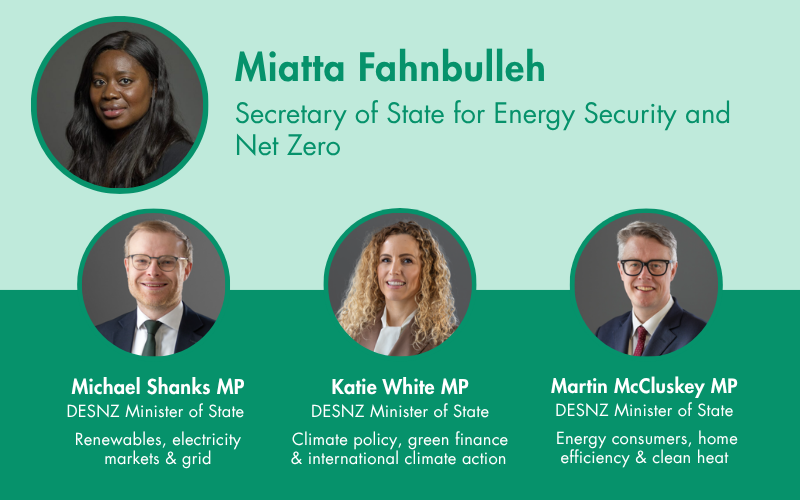 Miatta Fahnbulleh
Secretary of State for Energy Security and
Net Zero
Michael Shanks MP
DESNZ Minister of State
Renewables, electricity
markets & grid
Katie White MP
DESNZ Minister of State
Climate policy, green finance
& international climate action
Martin McCluskey MP
DESNZ Minister of State
Energy consumers, home
efficiency & clean heat